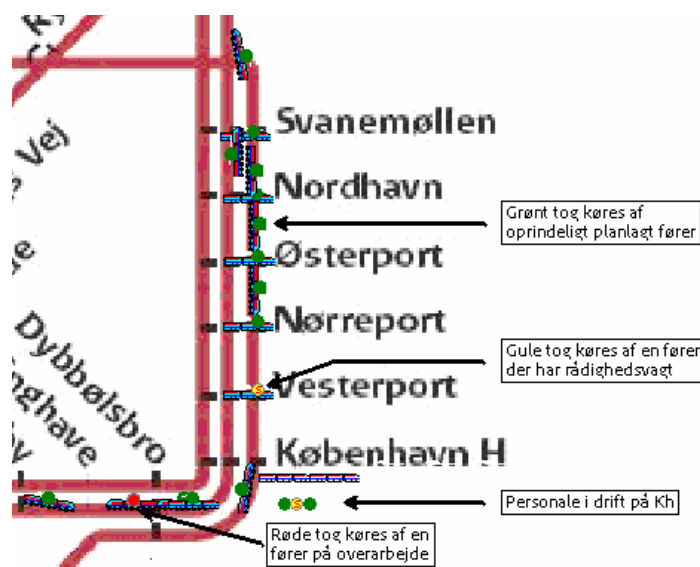 Svanemøllen
Vej
Nordhavn
Grønt tog køres af
oprindeligt planlagt fører
Østerport
Nørreport
Dybbølsbro
Gule tog køres af en fører
der har rådighedsvagt
Vesterport
København H
S
S
Personale i drift på Kh
Røde tog køres af en
fører på overarbejde